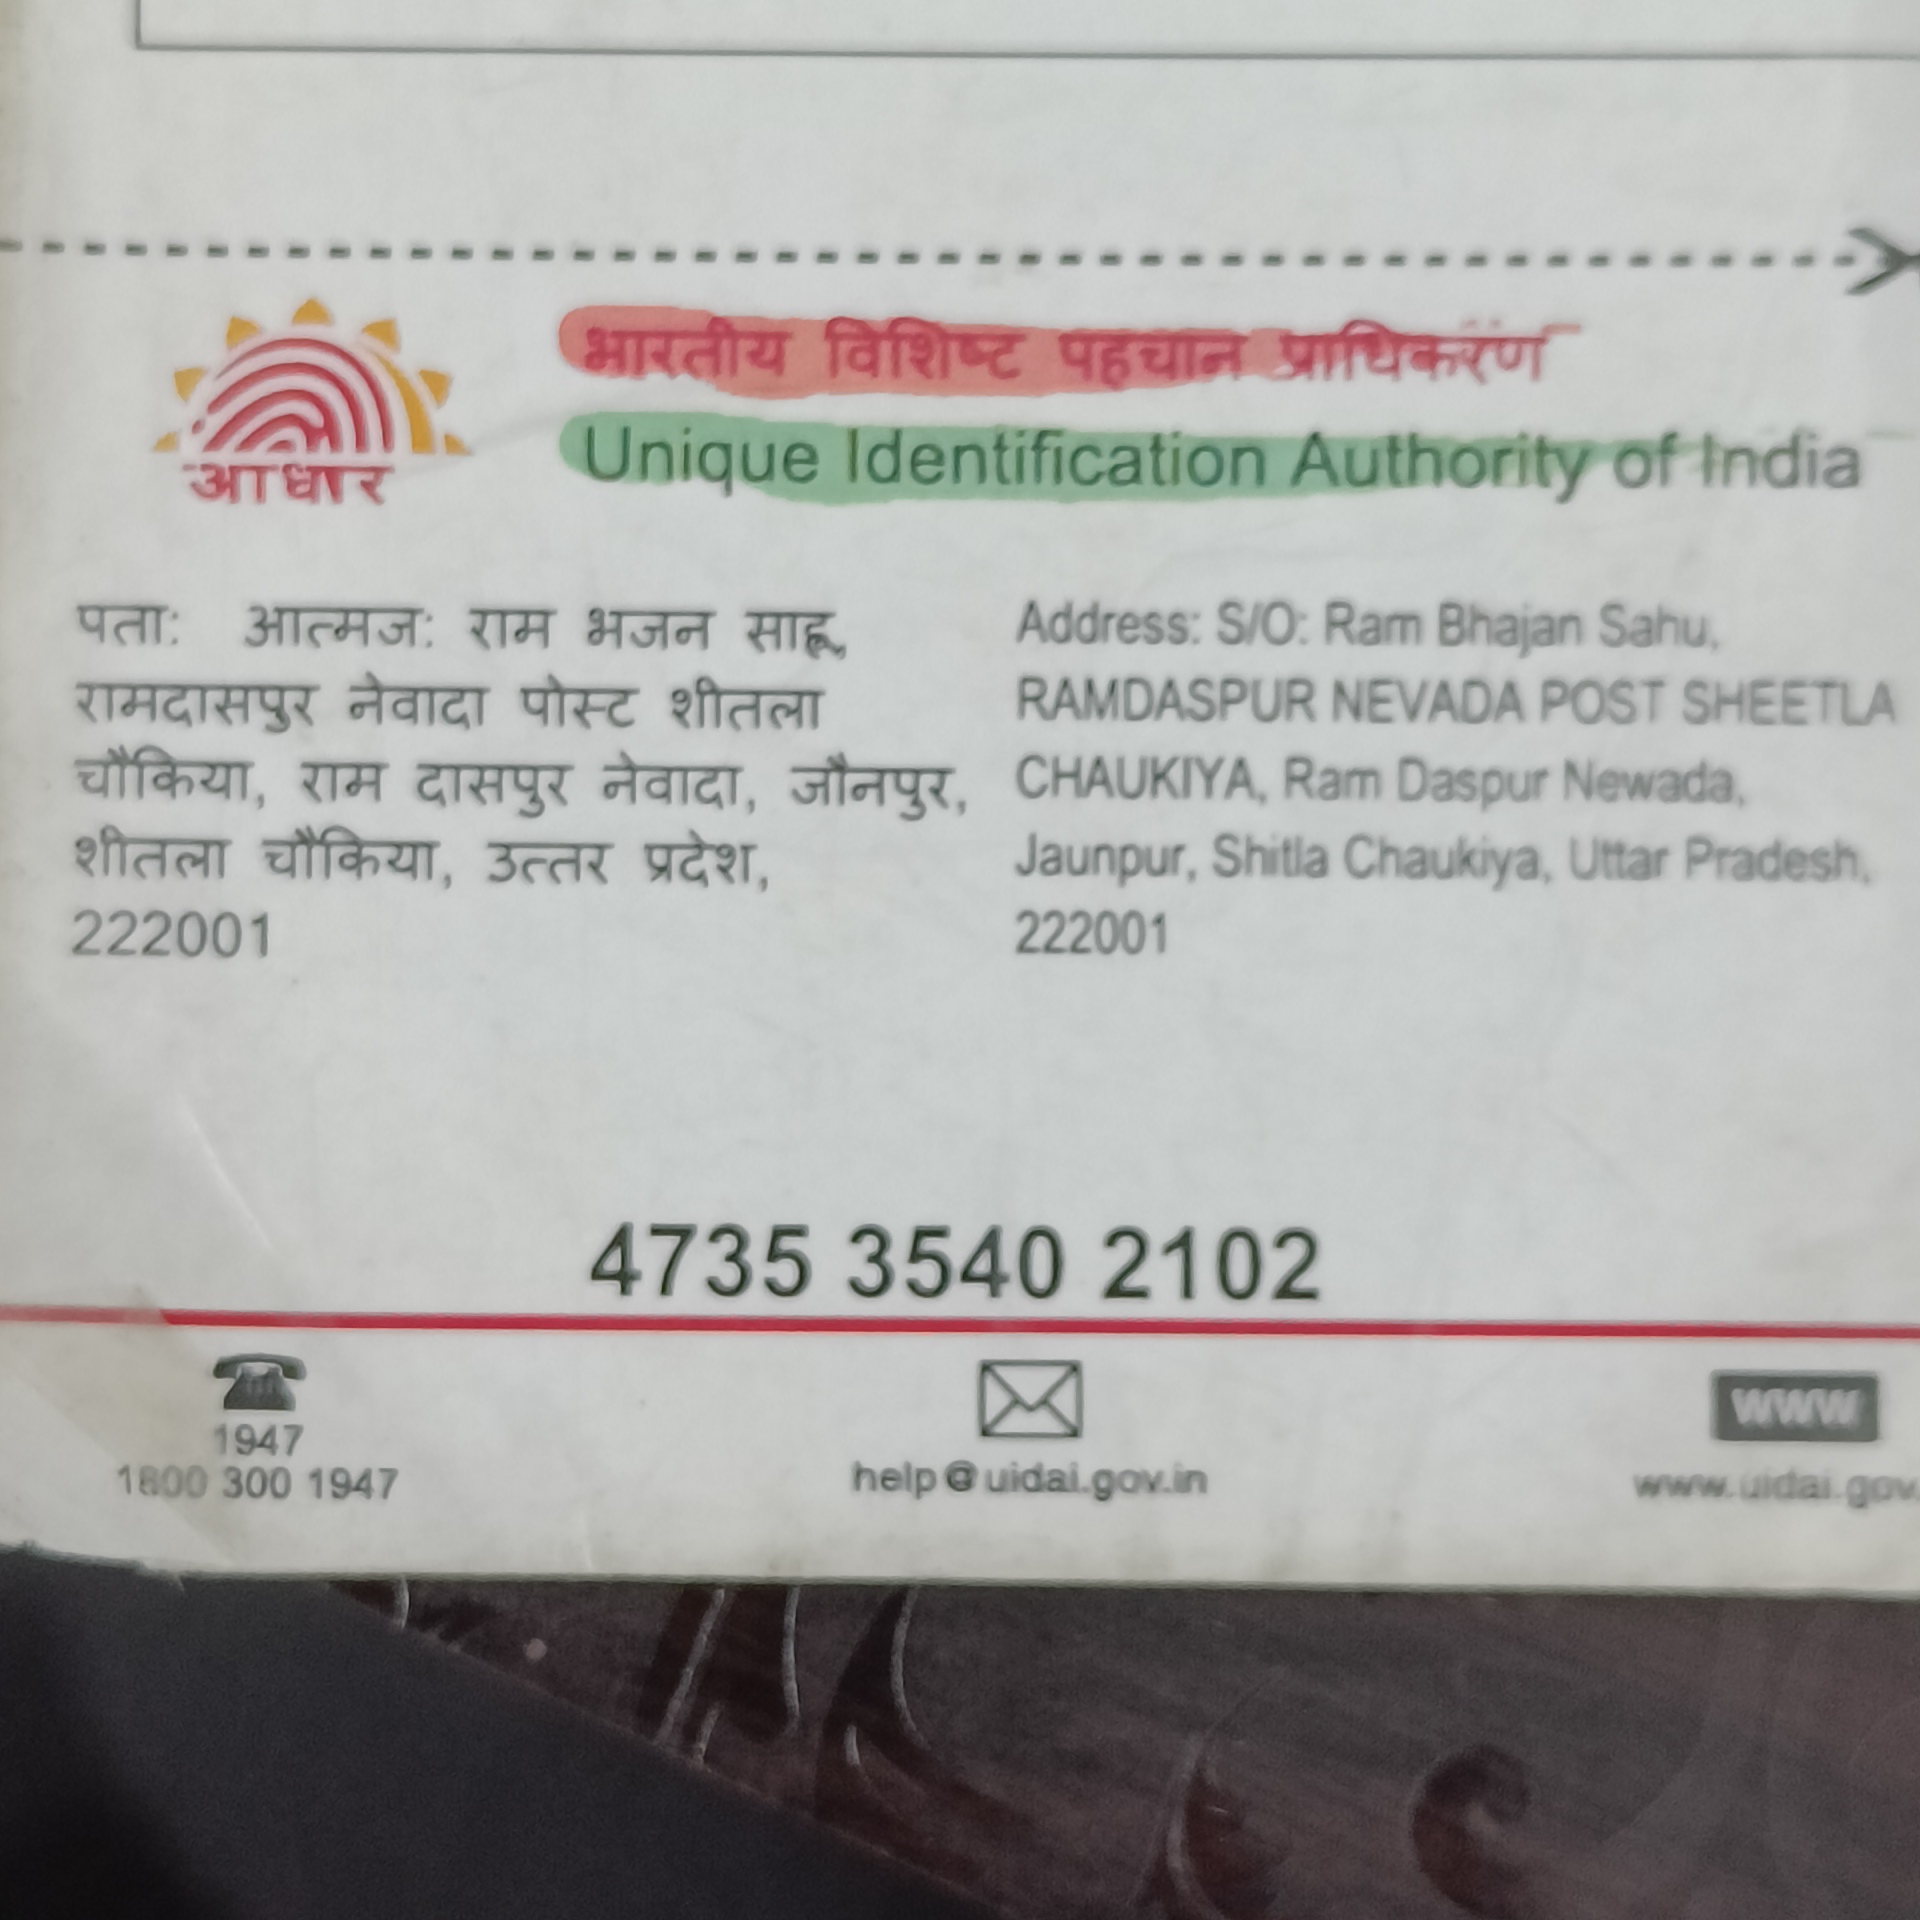 आधार
भारतीय विशिष्ट पहचान प्राधिकरण
Unique Identification Authority of India
पता: आत्मज: राम भजन साहू,
रामदासपुर नेवादा पोस्ट शीतला
चौकिया, राम दासपुर नेवादा, जौनपुर,
शीतला चौकिया, उत्तर प्रदेश,
222001
Address: S/O: Ram Bhajan Sahu,
RAMDASPUR NEVADA POST SHEETLA
CHAUKIYA, Ram Daspur Newada,
Jaunpur, Shitla Chaukiya, Uttar Pradesh,
222001
4735 3540 2102
1947
1800 300 1947
help@uidai.gov.in
www
www.uidai.gov.